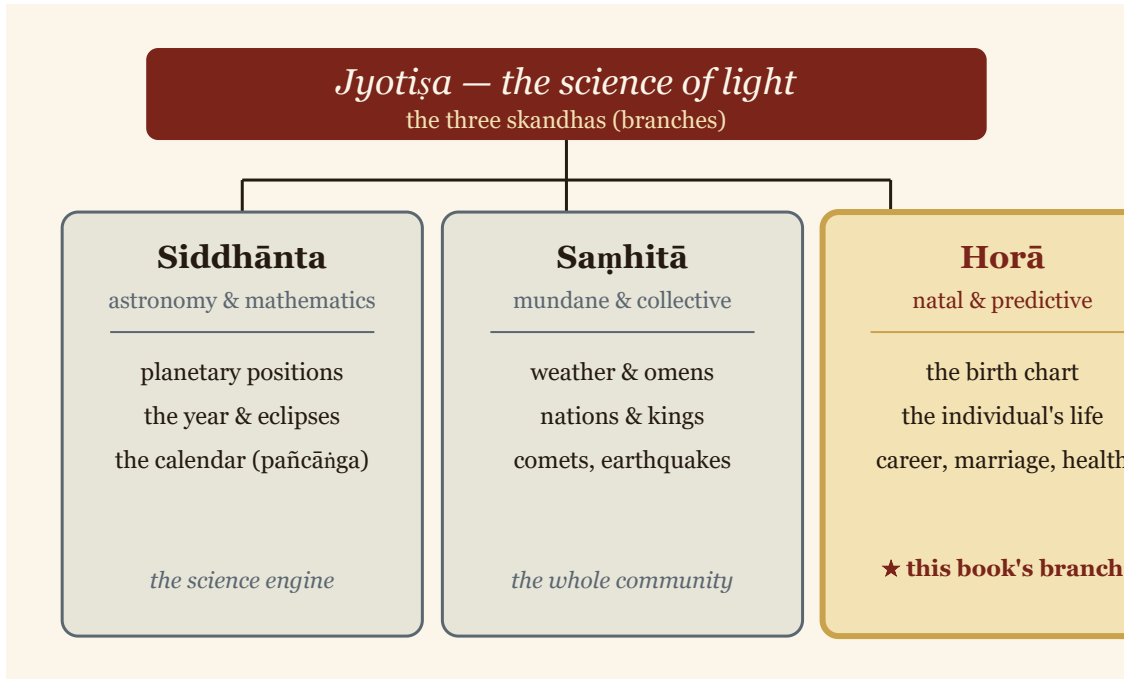 Jyotiṣa — the science of light
the three skandhas (branches)
Siddhānta
astronomy & mathematics
planetary positions
the year & eclipses
the calendar (pañcāṅga)
the science engine
Saṃhitā
mundane & collective
weather & omens
nations & kings
comets, earthquakes
the whole community
Horā
natal & predictive
the birth chart
the individual's life
career, marriage, health
★ this book's branch